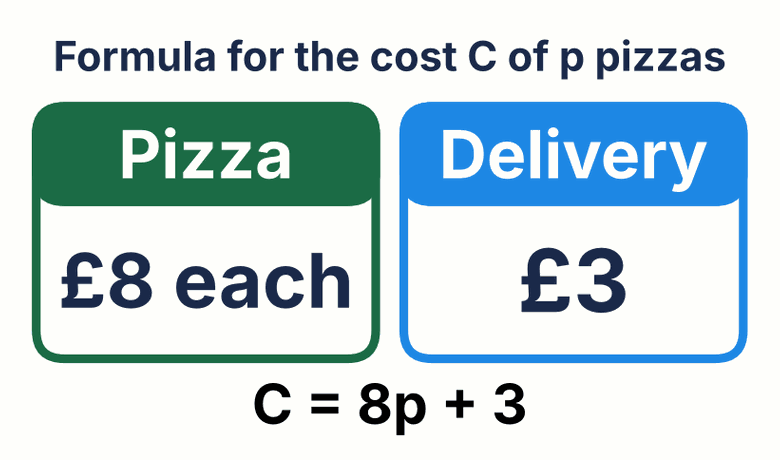 Formula for the cost C of p pizzas
Pizza
Delivery
£8 each
£3
C = 8p + 3